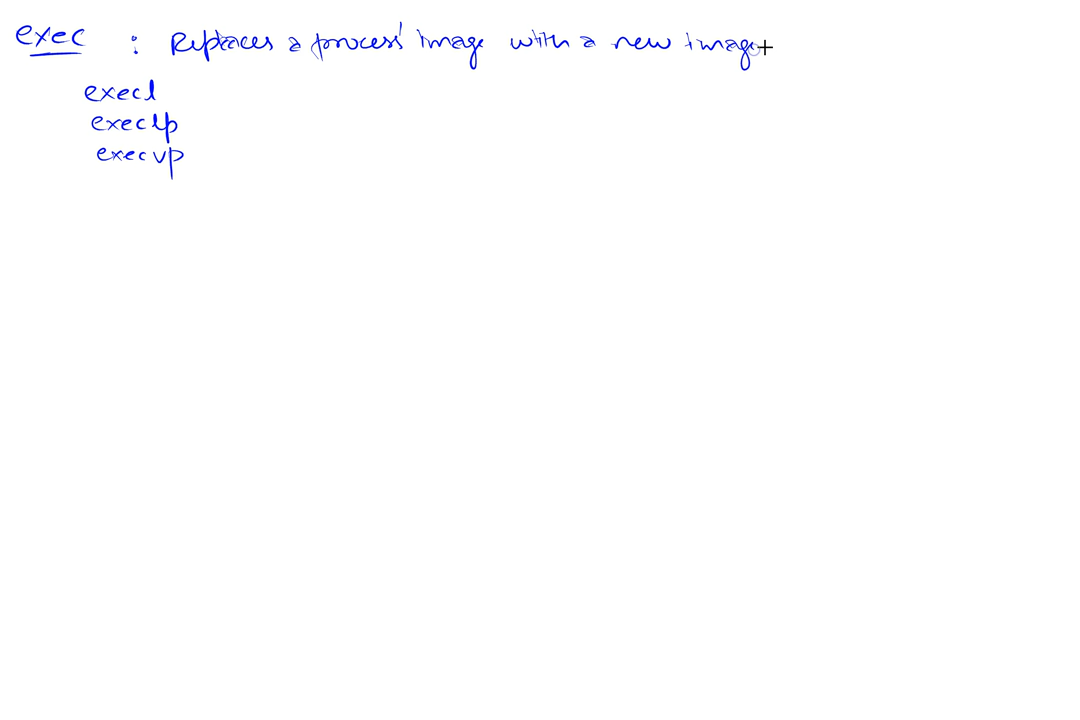 exec : Replaces a process' image with a new image
execl
execlp
execvp